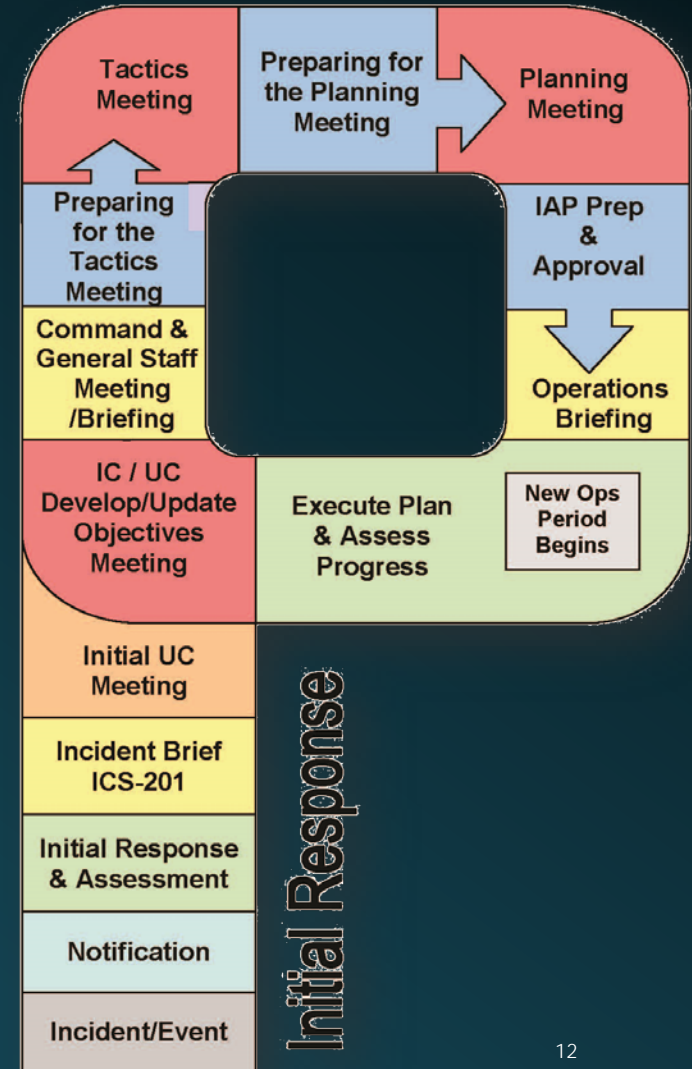 Tactics
Meeting
Preparing for
the Planning
Meeting
Planning
Meeting
Preparing
for the
Tactics
Meeting
IAP Prep
&
Approval
Command &
General Staff
Meeting
/Briefing
Operations
Briefing
IC / UC
Develop/Update
Objectives
Meeting
Execute Plan
& Assess
Progress
New Ops
Period
Begins
Initial UC
Meeting
Incident Brief
ICS-201
Initial Response
& Assessment
Notification
Incident/Event
Initial Response
12